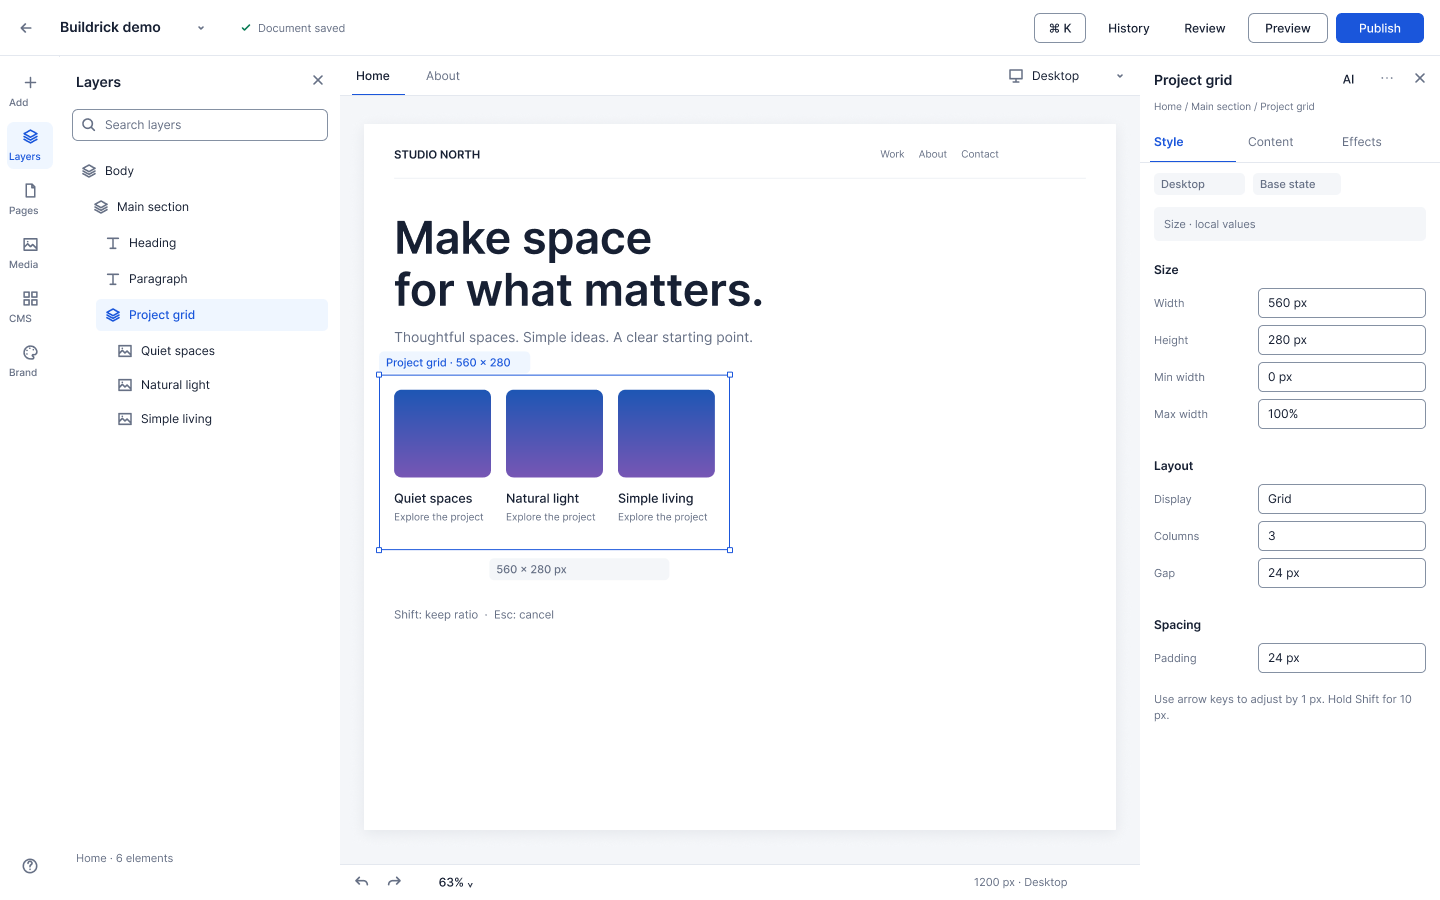 Buildrick demo
Document saved
⌘ K
History
Review
Preview
Publish
Add
Layers
Pages
Media
CMS
Brand
Layers
Search layers
Body
Main section
Heading
Paragraph
Project grid
Quiet spaces
Natural light
Simple living
Home · 6 elements
Home
About
Desktop
STUDIO NORTH
Work
About
Contact
Make space
for what matters.
Thoughtful spaces. Simple ideas. A clear starting point.
Project grid · 560 × 280
Quiet spaces
Explore the project
Natural light
Explore the project
Simple living
Explore the project
560 × 280 px
Shift: keep ratio · Esc: cancel
63%
1200 px · Desktop
Project grid
AI
Home / Main section / Project grid
Style
Content
Effects
Desktop
Base state
Size · local values
Size
Width
560 px
Height
280 px
Min width
0 px
Max width
100%
Layout
Display
Grid
Columns
3
Gap
24 px
Spacing
Padding
24 px
Use arrow keys to adjust by 1 px. Hold Shift for 10
px.